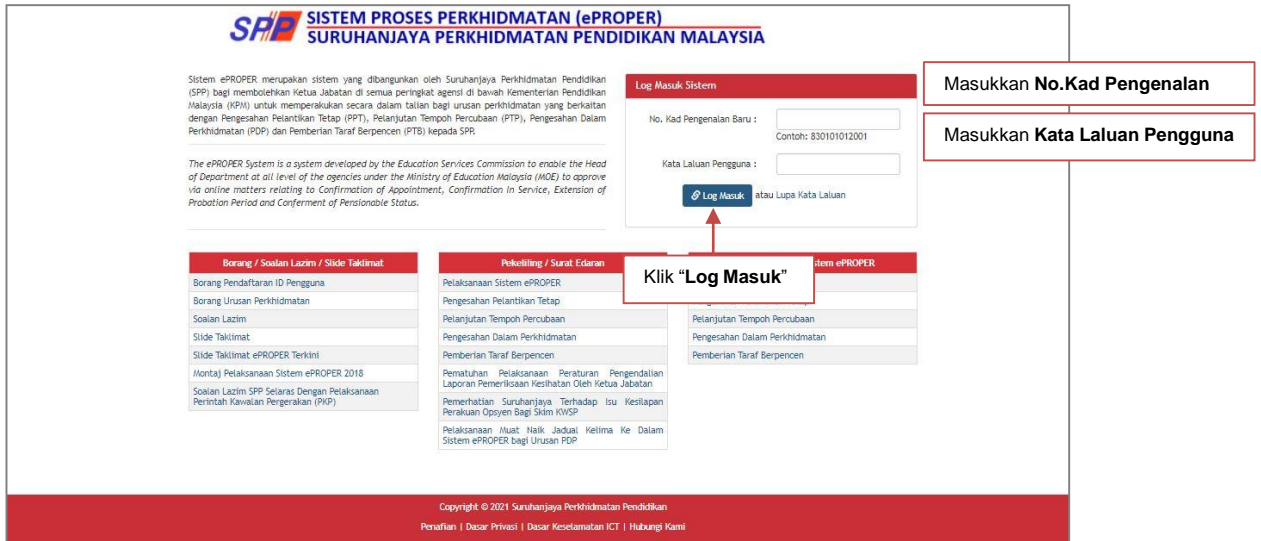 SPP
SISTEM PROSES PERKHIDMATAN (ePROPER)
SURUHANJAYA PERKHIDMATAN PENDIDIKAN MALAYSIA
Sistem ePROPER merupakan sistem yang dibangunkan oleh Suruhanjaya Perkhidmatan Pendidikan
(SPP) bagi membolehkan Ketua Jabatan di semua peringkat agensi di bawah Kementerian Pendidikan
Malaysia (KPM) untuk memperakukan secara dalam talian bagi urusan perkhidmatan yang berkaitan
dengan Pengesahan Pelantikan Tetap (PPT), Pelanjutan Tempoh Percubaan (PTP), Pengesahan Dalam
Perkhidmatan (PDP) dan Pemberian Taraf Berpencen (PTB) kepada SPP.
The ePROPER System is a system developed by the Education Services Commission to enable the Head
of Department at all level of the agencies under the Ministry of Education Malaysia (MOE) to approve
via online matters relating to Confirmation of Appointment, Confirmation In Service, Extension of
Probation Period and Conferment of Pensionable Status.
Log Masuk Sistem
No. Kad Pengenalan Baru :
Contoh: 830101012001
Kata Laluan Pengguna :
Log Masuk atau Lupa Kata Laluan
Masukkan No.Kad Pengenalan
Masukkan Kata Laluan Pengguna
Klik “Log Masuk”
Borang / Soalan Lazim / Slide Taklimat
Borang Pendaftaran ID Pengguna
Borang Urusan Perkhidmatan
Soalan Lazim
Slide Taklimat
Slide Taklimat ePROPER Terkini
Montaj Pelaksanaan Sistem ePROPER 2018
Soalan Lazim SPP Selaras Dengan Pelaksanaan
Perintah Kawalan Pergerakan (PKP)
Pekeliling / Surat Edaran
Pelaksanaan Sistem ePROPER
Pengesahan Pelantikan Tetap
Pelanjutan Tempoh Percubaan
Pengesahan Dalam Perkhidmatan
Pemberian Taraf Berpencen
Pematuhan Pelaksanaan Peraturan Pengendalian
Laporan Pemeriksaan Kesihatan Oleh Ketua Jabatan
Pemerhatian Suruhanjaya Terhadap Isu Kesilapan
Perakuan Opsyen Bagi Skim KWSP
Pelaksanaan Muat Naik Jadual Kelima Ke Dalam
Sistem ePROPER bagi Urusan PDP
ePROPER
Pelanjutan Tempoh Percubaan
Pengesahan Dalam Perkhidmatan
Pemberian Taraf Berpencen
Copyright © 2021 Suruhanjaya Perkhidmatan Pendidikan
Penafian | Dasar Privasi | Dasar Keselamatan ICT | Hubungi Kami